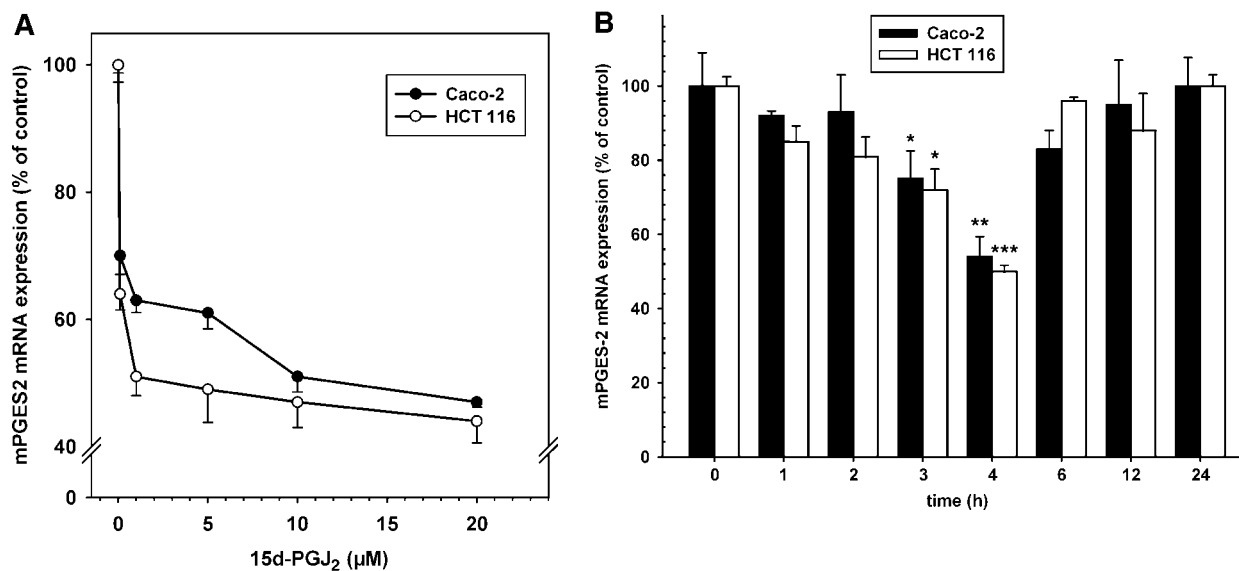 A
mPGES2 mRNA expression (% of control)
100
80
60
40
0
Caco-2
HCT 116
0 5 10 15 20
15d-PGJ2 (µM)
B
mPGES-2 mRNA expression (% of control)
100
80
60
40
20
0
Caco-2
HCT 116
* *
** ***
0 1 2 3 4 6 12 24
time (h)